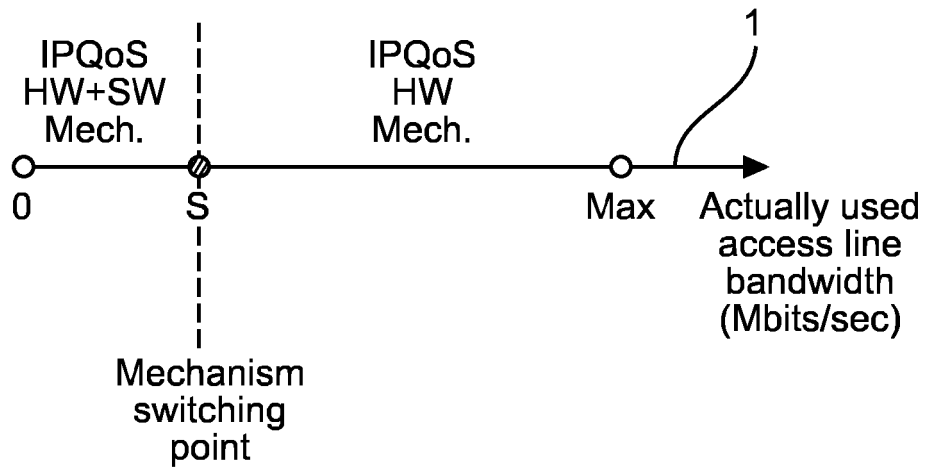 1
IPQoS
HW+SW
Mech.
IPQoS
HW
Mech.
0
S
Max
Actually used
access line
bandwidth
(Mbits/sec)
Mechanism
switching
point